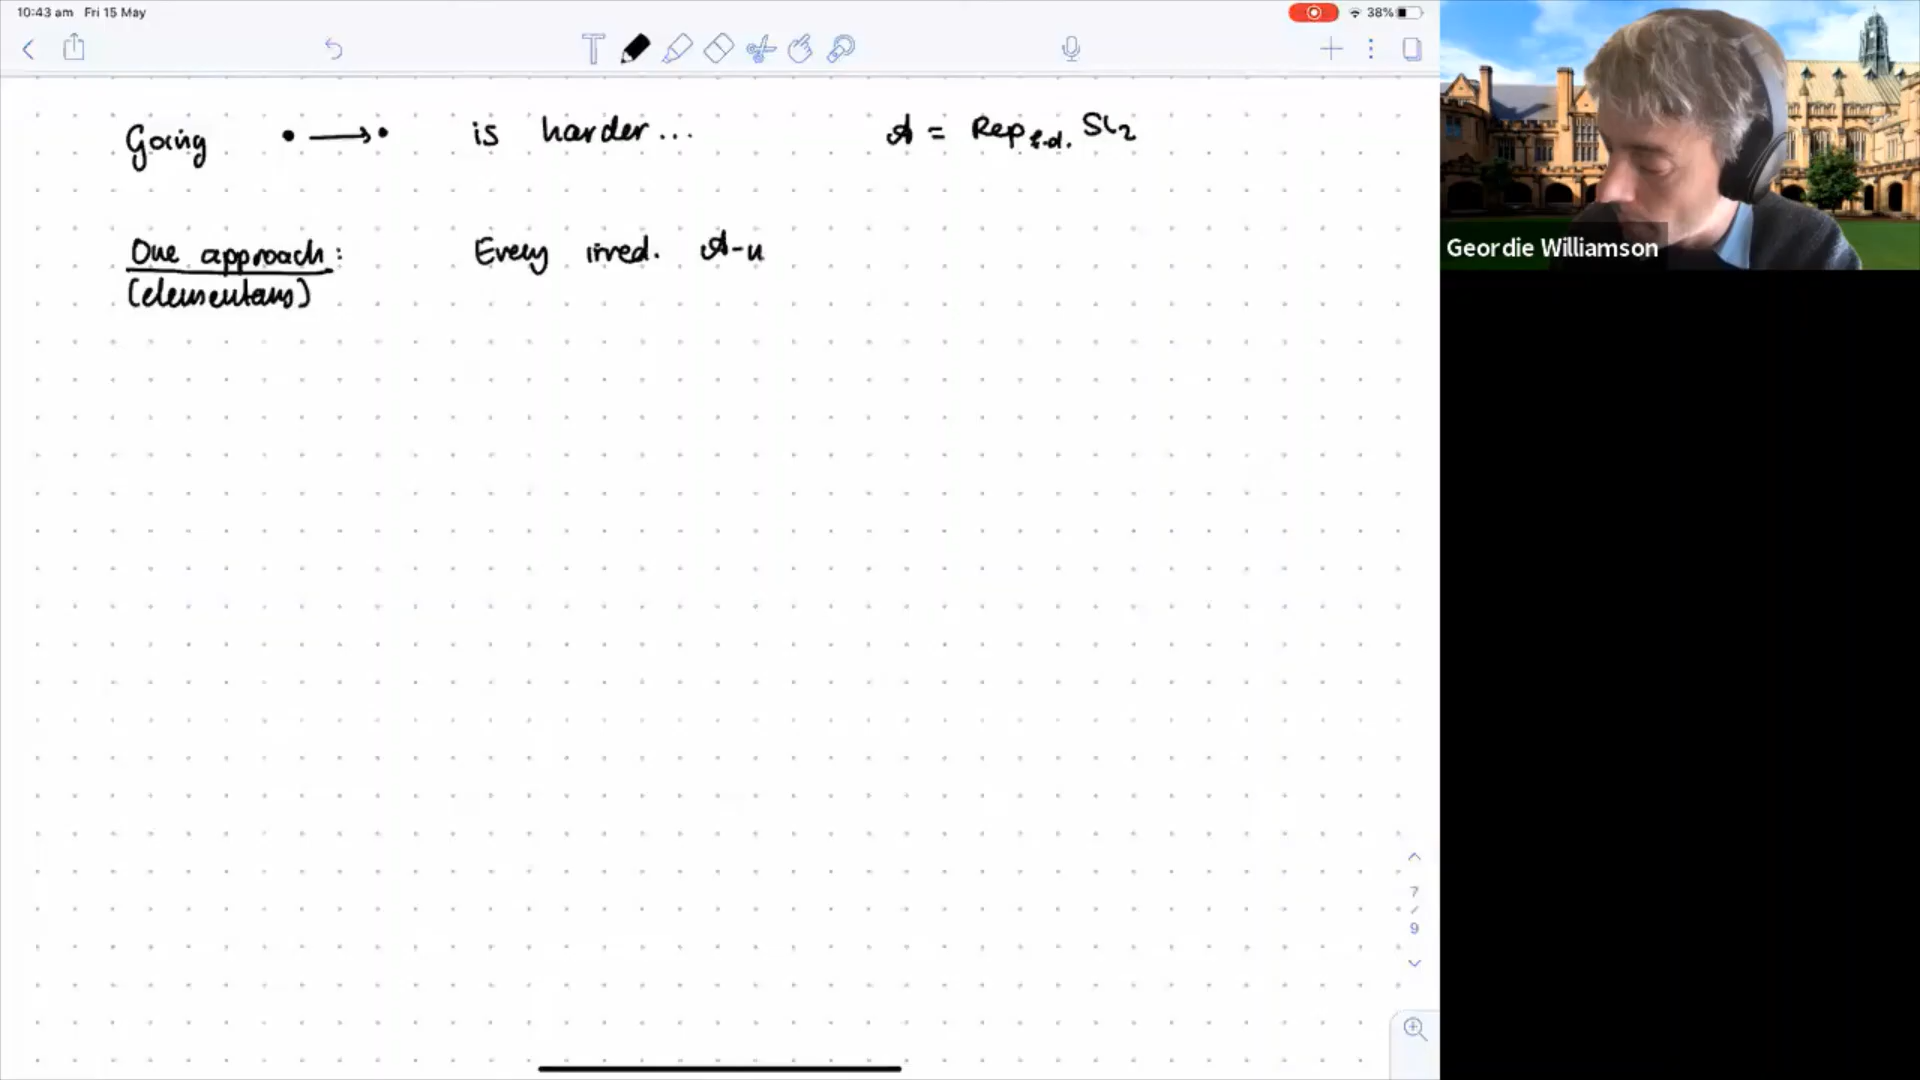 10:43 am Fri 15 May
38%
Going • → • is harder... 𝒜 = Rep f.d. SL₂
One approach: Every irred. 𝒜-u
(elementary)
Geordie Williamson
7
/
9